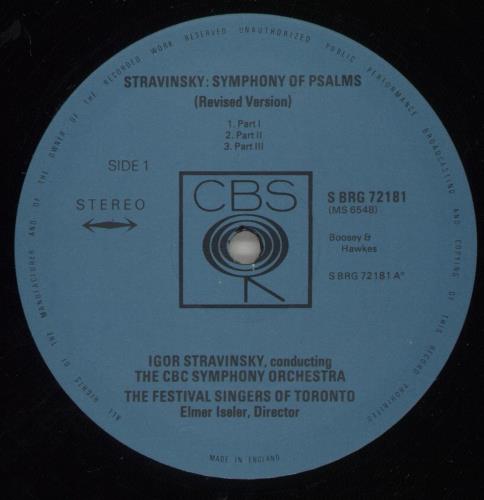 ALL RIGHTS OF THE MANUFACTURER AND OF THE OWNER OF THE RECORDED WORK RESERVED UNAUTHORIZED PUBLIC PERFORMANCE BROADCASTING AND COPYING OF THIS RECORD PROHIBITED
STRAVINSKY: SYMPHONY OF PSALMS
(Revised Version)
1. Part I
2. Part II
3. Part III
SIDE 1
STEREO
CBS
S BRG 72181
(MS 6548)
Boosey &
Hawkes
S BRG 72181 A°
IGOR STRAVINSKY, conducting
THE CBC SYMPHONY ORCHESTRA
THE FESTIVAL SINGERS OF TORONTO
Elmer Iseler, Director
MADE IN ENGLAND